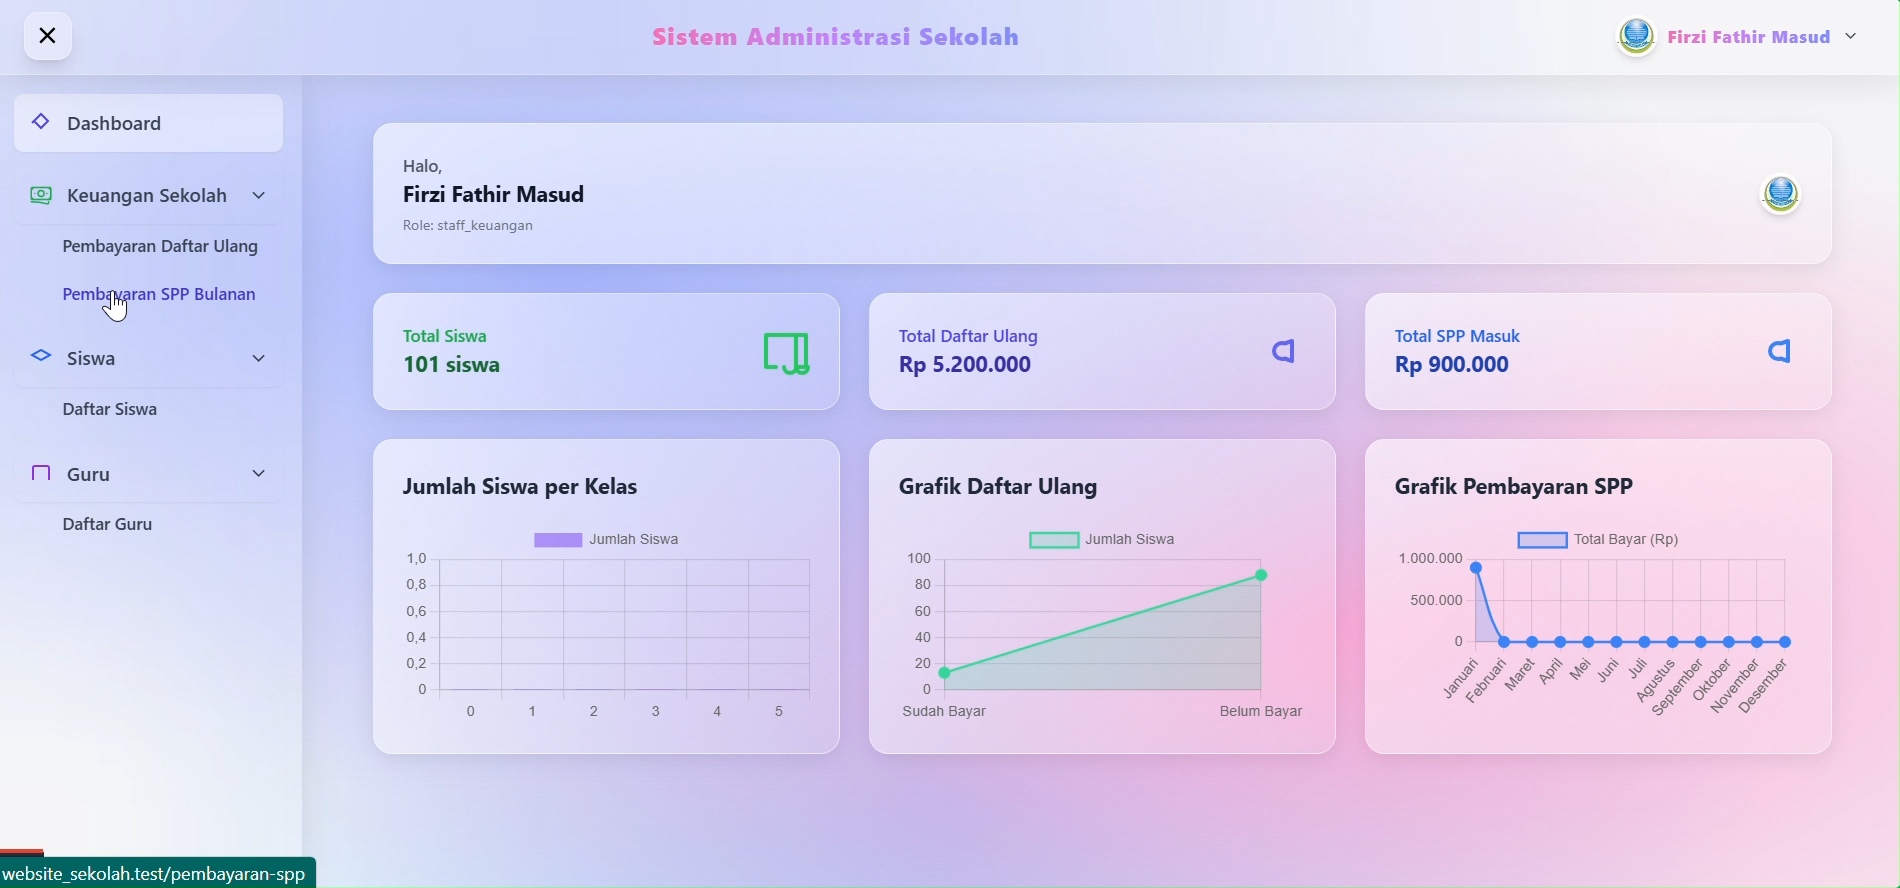 Sistem Administrasi Sekolah
Firzi Fathir Masud
Dashboard
Keuangan Sekolah
Pembayaran Daftar Ulang
Pembayaran SPP Bulanan
Siswa
Daftar Siswa
Guru
Daftar Guru
Halo,
Firzi Fathir Masud
Role: staff_keuangan
Total Siswa
101 siswa
Total Daftar Ulang
Rp 5.200.000
Total SPP Masuk
Rp 900.000
Jumlah Siswa per Kelas
Jumlah Siswa
1,0
0,8
0,6
0,4
0,2
0
0 1 2 3 4 5
Grafik Daftar Ulang
Jumlah Siswa
100
80
60
40
20
0
Sudah Bayar Belum Bayar
Grafik Pembayaran SPP
Total Bayar (Rp)
1.000.000
500.000
0
Januari Februari Maret April Mei Juni Juli Agustus September Oktober November Desember
website_sekolah.test/pembayaran-spp